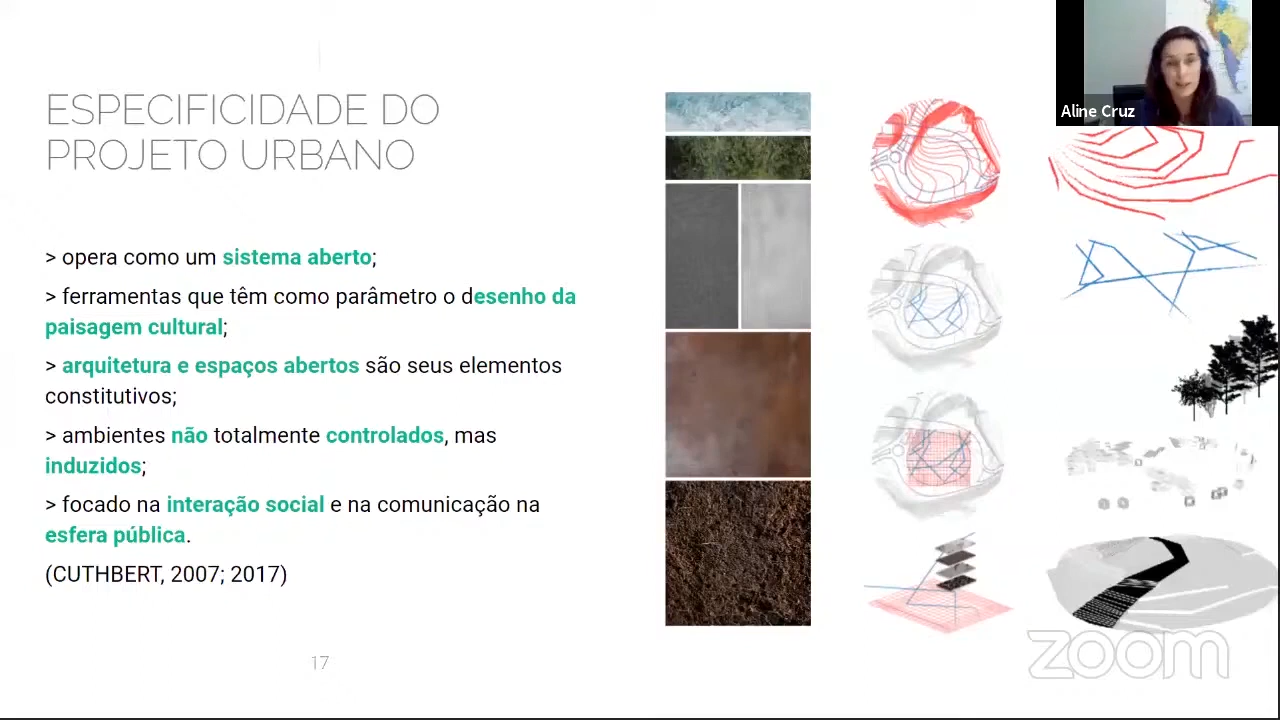 ESPECIFICIDADE DO
PROJETO URBANO
> opera como um sistema aberto;
> ferramentas que têm como parâmetro o desenho da
paisagem cultural;
> arquitetura e espaços abertos são seus elementos
constitutivos;
> ambientes não totalmente controlados, mas
induzidos;
> focado na interação social e na comunicação na
esfera pública.
(CUTHBERT, 2007; 2017)
17
Aline Cruz
zoom